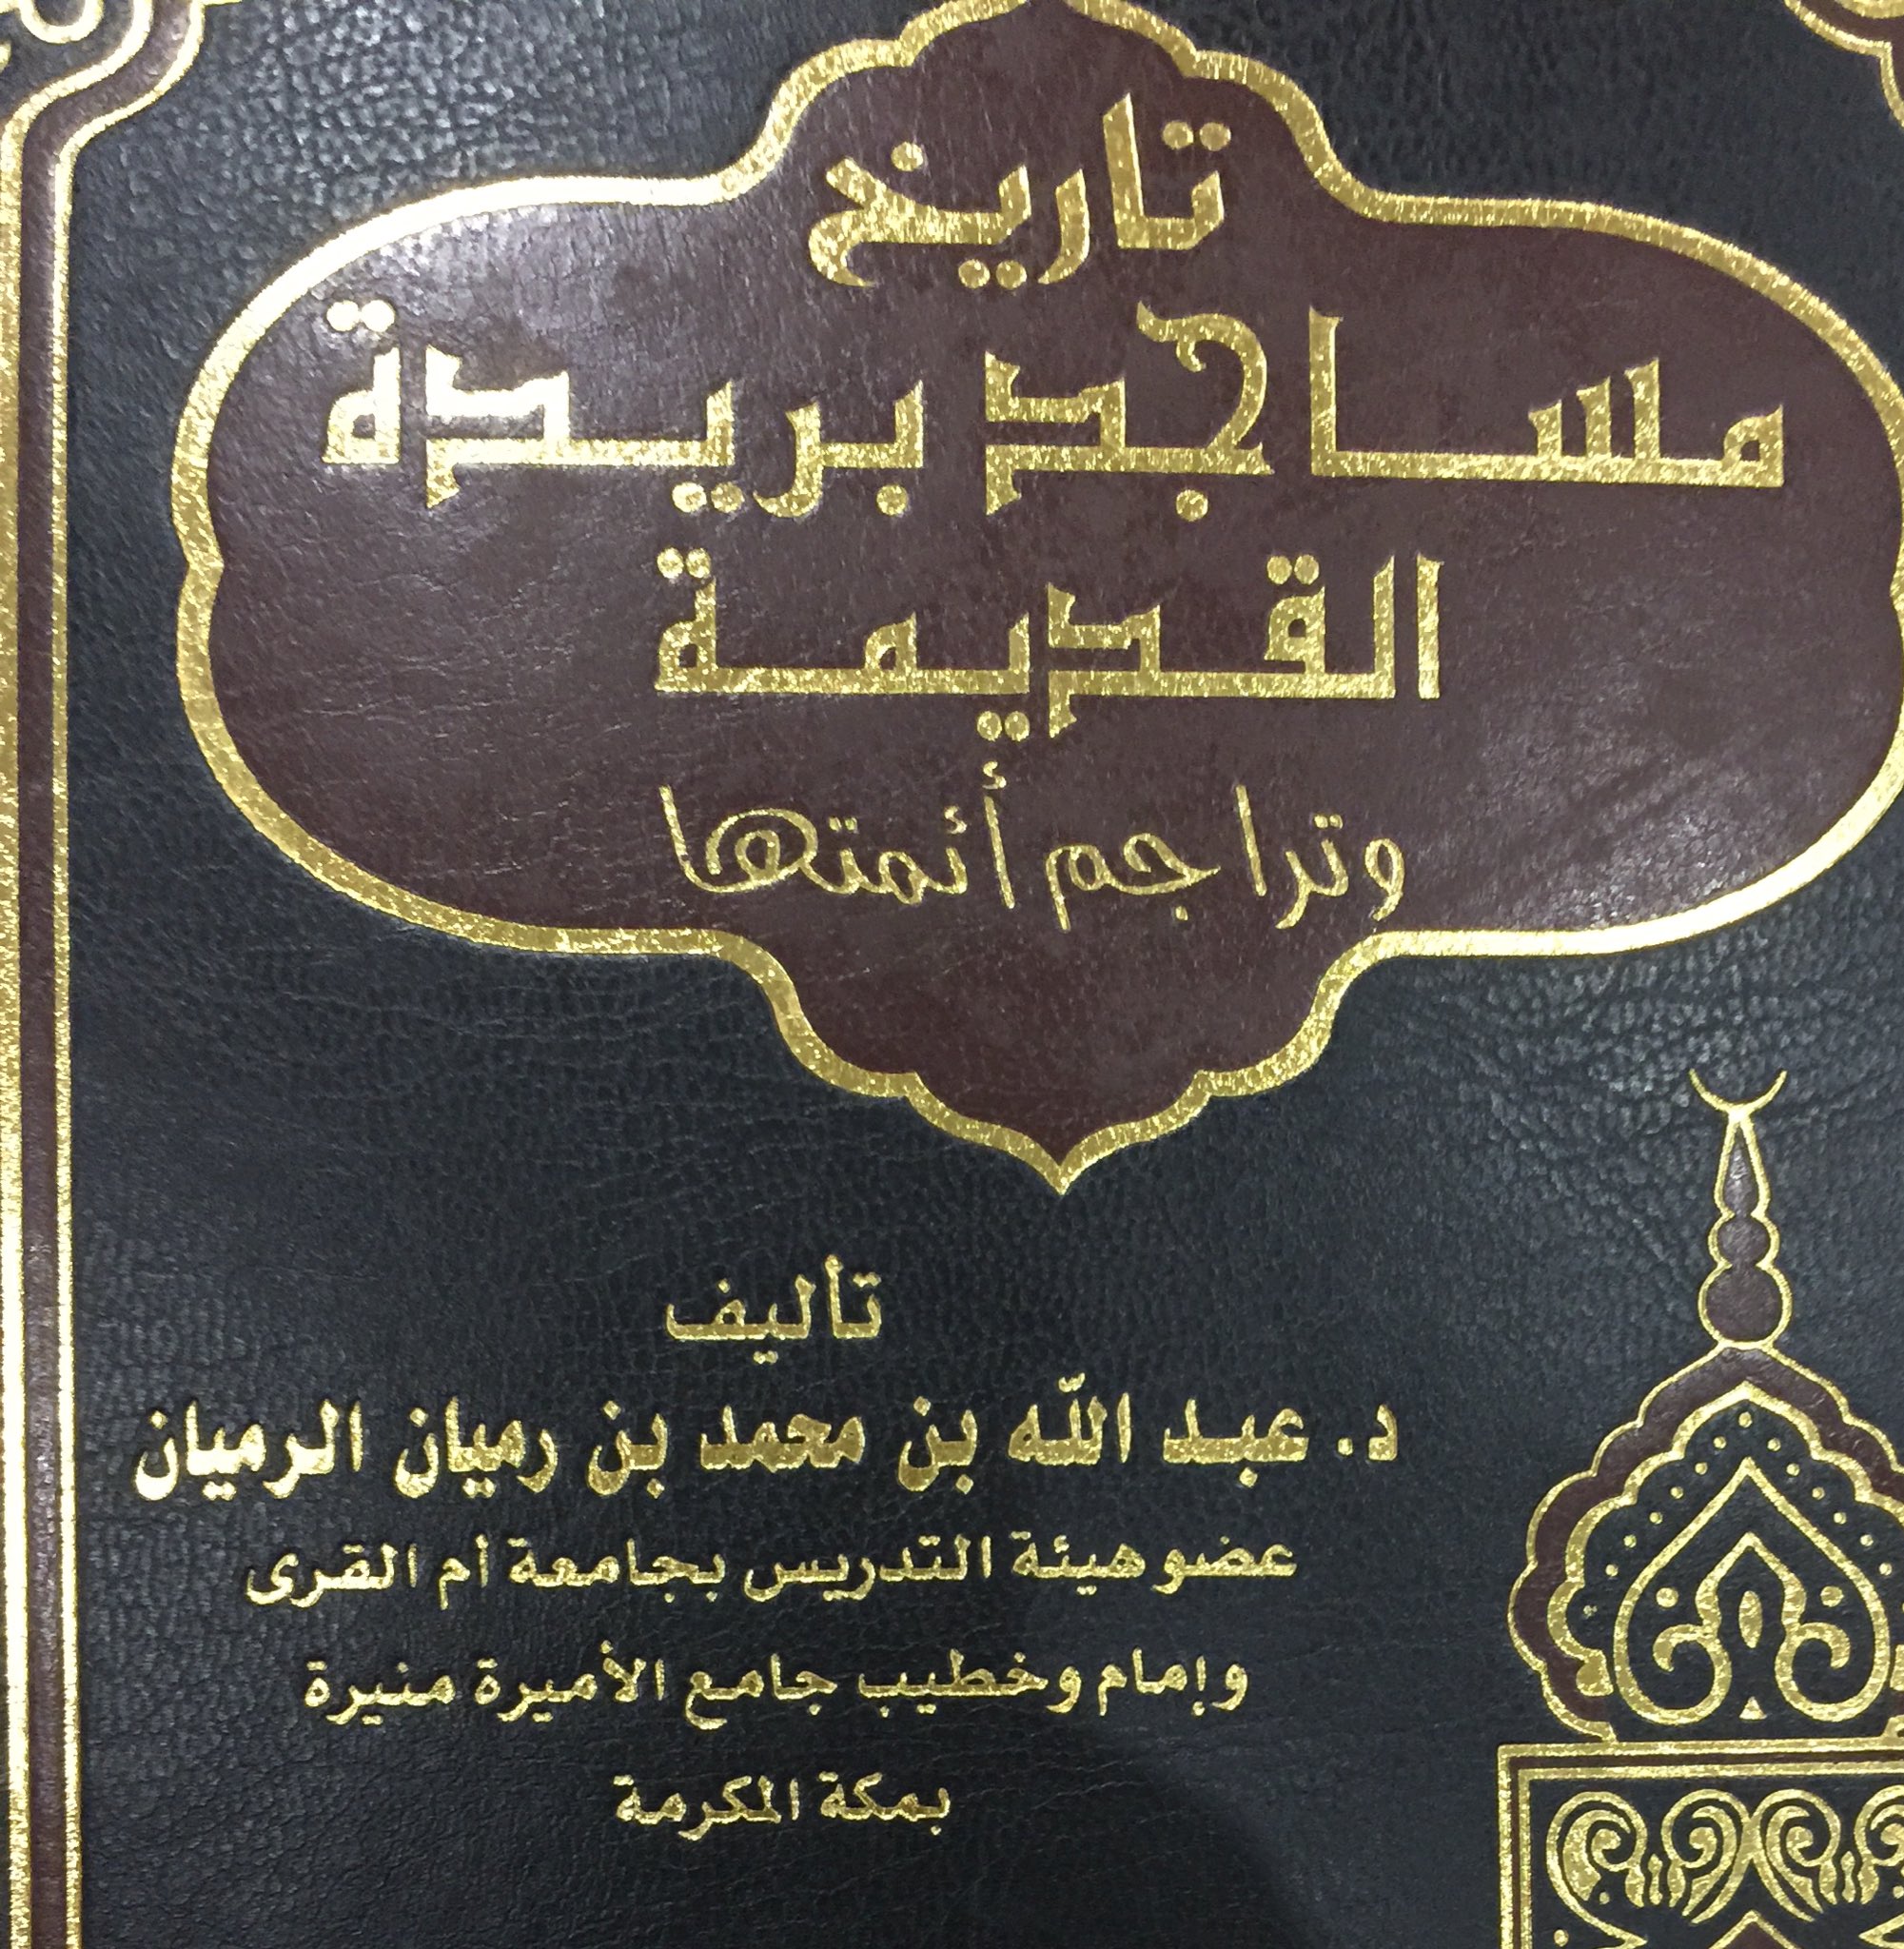 تاريخ
مساجد بريدة
القديمة
وتراجم أئمتها
تأليف
د. عبد الله بن محمد بن رميان الرميان
عضو هيئة التدريس بجامعة أم القرى
وإمام وخطيب جامع الأميرة منيرة
بمكة المكرمة